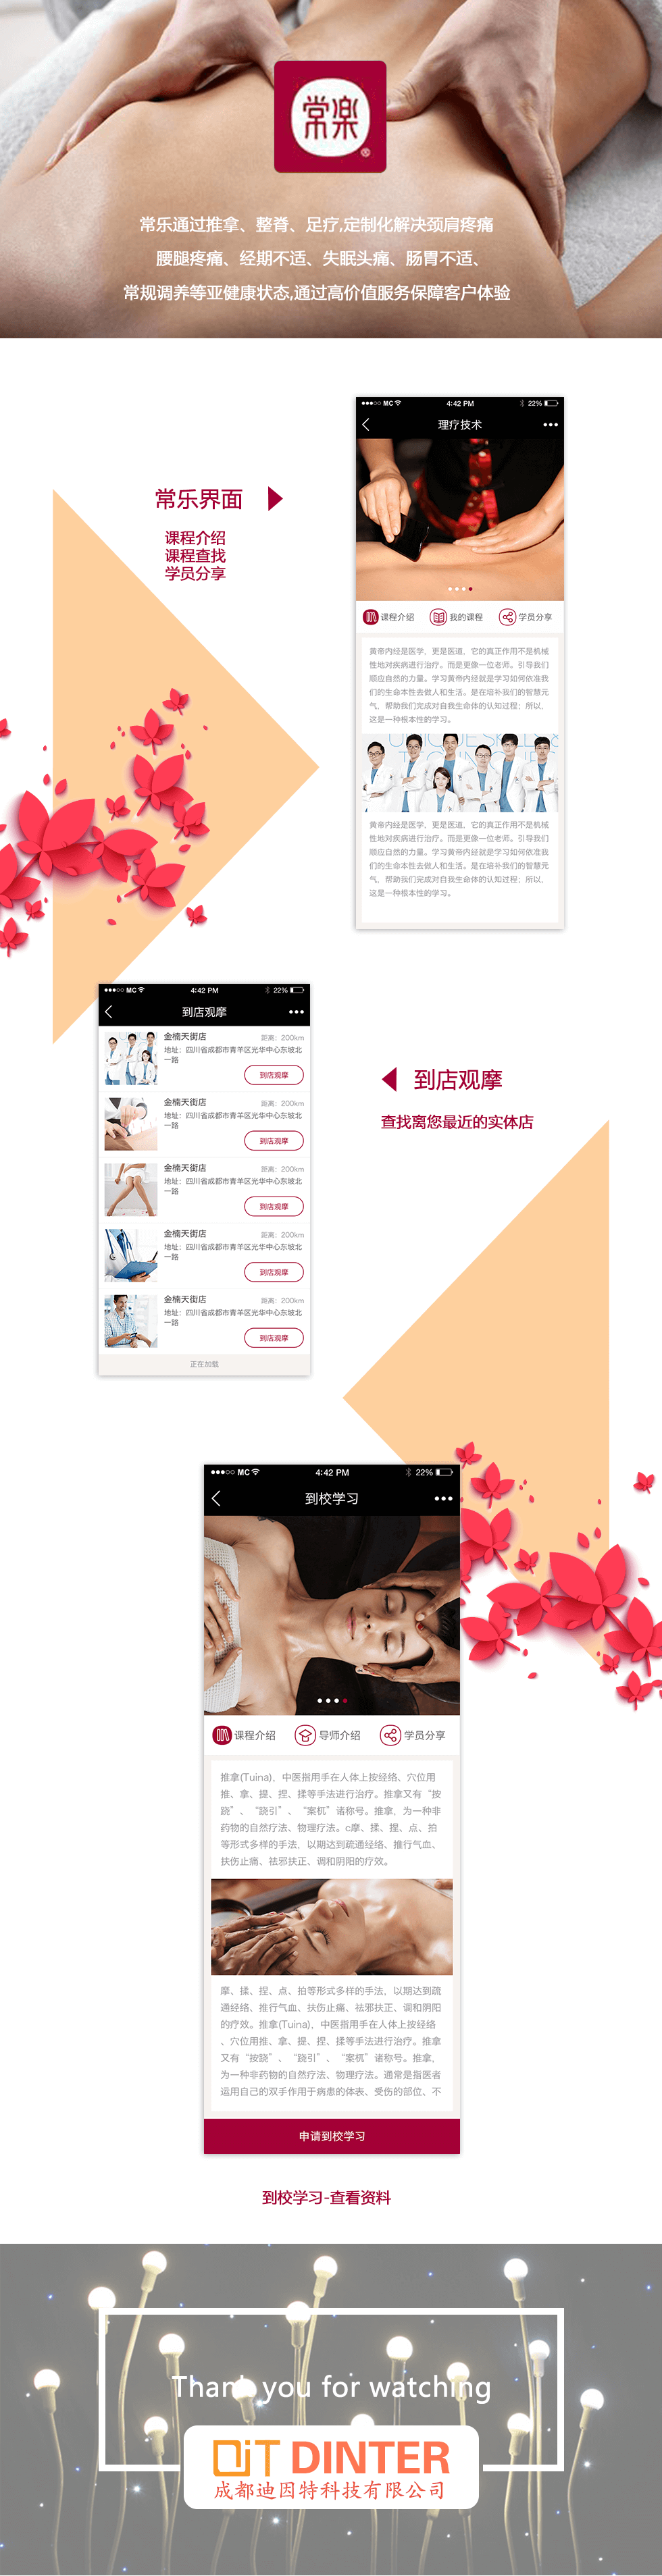 常楽
常乐通过推拿、整脊、足疗,定制化解决颈肩疼痛
腰腿疼痛、经期不适、失眠头痛、肠胃不适、
常规调养等亚健康状态,通过高价值服务保障客户体验
常乐界面
课程介绍
课程查找
学员分享
MC 4:42 PM 22%
理疗技术
课程介绍 我的课程 学员分享
黄帝内经是医学，更是医道，它的真正作用不是机械
性地对疾病进行治疗。而是更像一位老师。引导我们
顺应自然的力量。学习黄帝内经就是学习如何依准我
们的生命本性去做人和生活。是在培补我们的智慧元
气，帮助我们完成对自我生命体的认知过程；所以，
这是一种根本性的学习。
黄帝内经是医学，更是医道，它的真正作用不是机械
性地对疾病进行治疗。而是更像一位老师。引导我们
顺应自然的力量。学习黄帝内经就是学习如何依准我
们的生命本性去做人和生活。是在培补我们的智慧元
气，帮助我们完成对自我生命体的认知过程；所以，
这是一种根本性的学习。
MC 4:42 PM 22%
到店观摩
金楠天街店 距离：200km
地址：四川省成都市青羊区光华中心东坡北
一路
到店观摩
金楠天街店 距离：200km
地址：四川省成都市青羊区光华中心东坡北
一路
到店观摩
金楠天街店 距离：200km
地址：四川省成都市青羊区光华中心东坡北
一路
到店观摩
金楠天街店 距离：200km
地址：四川省成都市青羊区光华中心东坡北
一路
到店观摩
金楠天街店 距离：200km
地址：四川省成都市青羊区光华中心东坡北
一路
到店观摩
正在加载
到店观摩
查找离您最近的实体店
MC 4:42 PM 22%
到校学习
课程介绍 导师介绍 学员分享
推拿(Tuina)，中医指用手在人体上按经络、穴位用
推、拿、提、捏、揉等手法进行治疗。推拿又有“按
跷”、“跷引”、“案杌”诸称号。推拿，为一种非
药物的自然疗法、物理疗法。c摩、揉、捏、点、拍
等形式多样的手法，以期达到疏通经络、推行气血、
扶伤止痛、祛邪扶正、调和阴阳的疗效。
摩、揉、捏、点、拍等形式多样的手法，以期达到疏
通经络、推行气血、扶伤止痛、祛邪扶正、调和阴阳
的疗效。推拿(Tuina)，中医指用手在人体上按经络
、穴位用推、拿、提、捏、揉等手法进行治疗。推拿
又有“按跷”、“跷引”、“案杌”诸称号。推拿，
为一种非药物的自然疗法、物理疗法。通常是指医者
运用自己的双手作用于病患的体表、受伤的部位、不
申请到校学习
到校学习-查看资料
Thank you for watching
DIT DINTER
成都迪因特科技有限公司